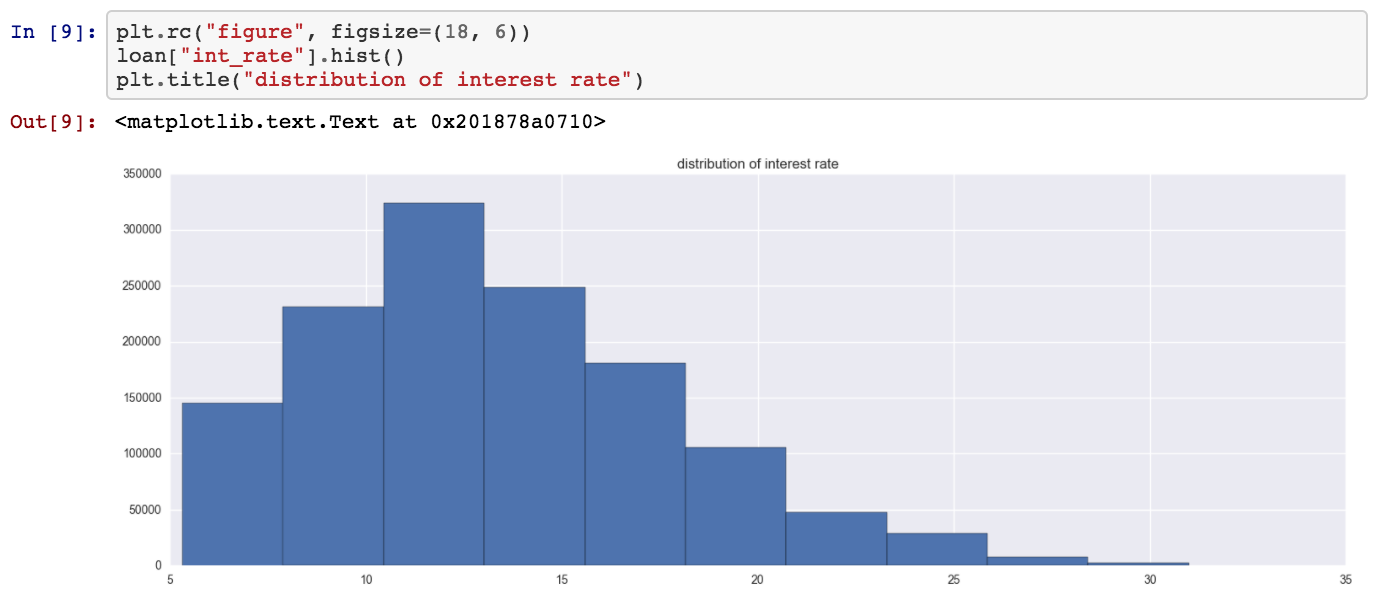 In [9]: plt.rc("figure", figsize=(18, 6))
loan["int_rate"].hist()
plt.title("distribution of interest rate")
Out[9]: <matplotlib.text.Text at 0x201878a0710>
distribution of interest rate
350000
300000
250000
200000
150000
100000
50000
0
5 10 15 20 25 30 35